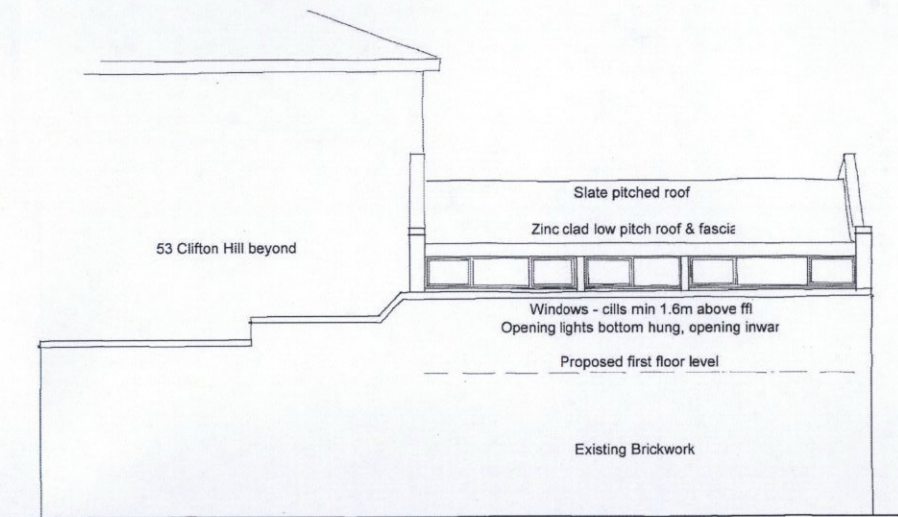 Slate pitched roof
Zinc clad low pitch roof & fascia
53 Clifton Hill beyond
Windows - cills min 1.6m above ffl
Opening lights bottom hung, opening inwar
Proposed first floor level
Existing Brickwork